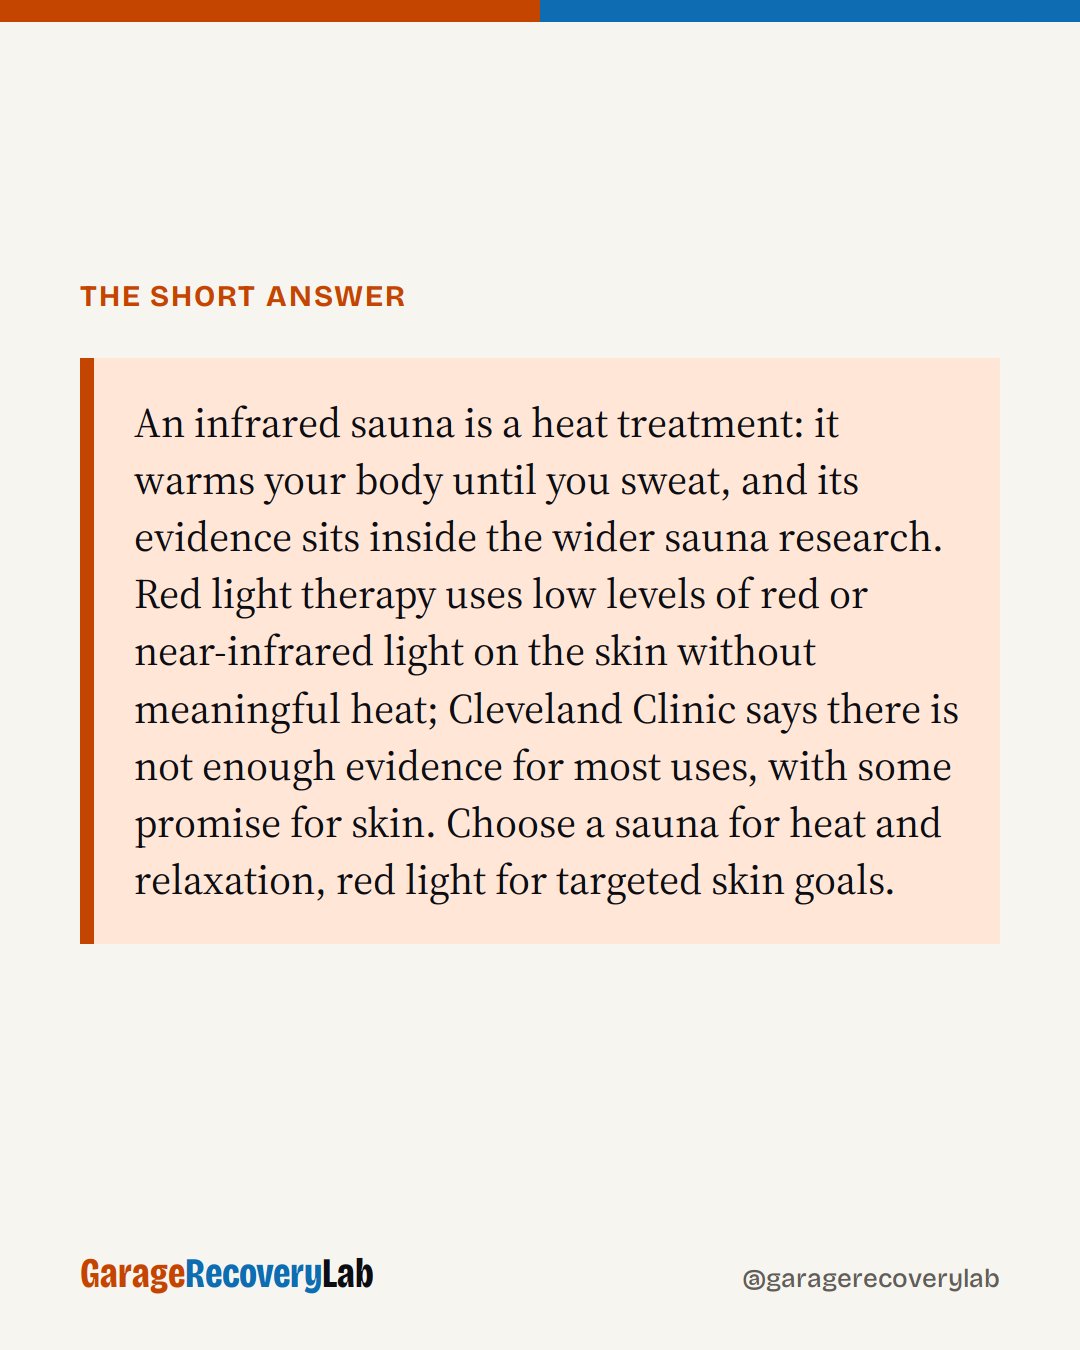 THE SHORT ANSWER
An infrared sauna is a heat treatment: it
warms your body until you sweat, and its
evidence sits inside the wider sauna research.
Red light therapy uses low levels of red or
near-infrared light on the skin without
meaningful heat; Cleveland Clinic says there is
not enough evidence for most uses, with some
promise for skin. Choose a sauna for heat and
relaxation, red light for targeted skin goals.
GarageRecoveryLab
@garagerecoverylab